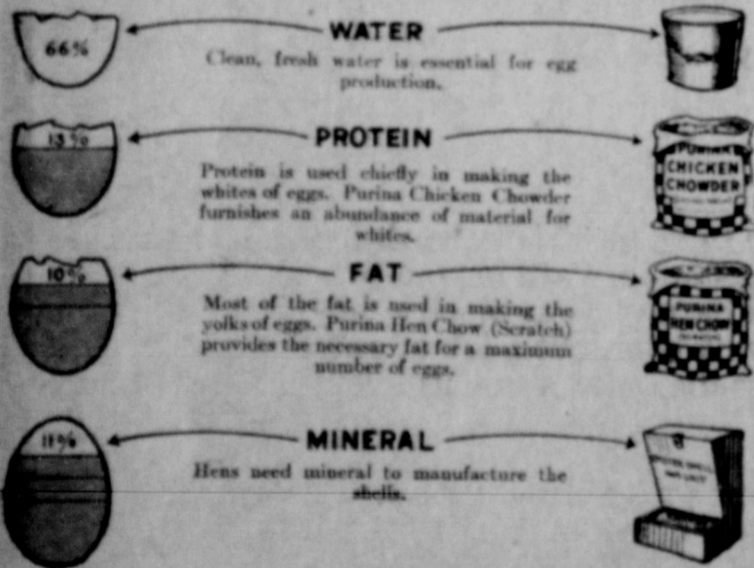 66%
WATER
Clean, fresh water is essential for egg
production.
13%
PROTEIN
Protein is used chiefly in making the
whites of eggs. Purina Chicken Chowder
furnishes an abundance of material for
whites.
PURINA
CHICKEN
CHOWDER
10%
FAT
Most of the fat is used in making the
yolks of eggs. Purina Hen Chow (Scratch)
provides the necessary fat for a maximum
number of eggs.
PURINA
HEN CHOW
11%
MINERAL
Hens need mineral to manufacture the
shells.